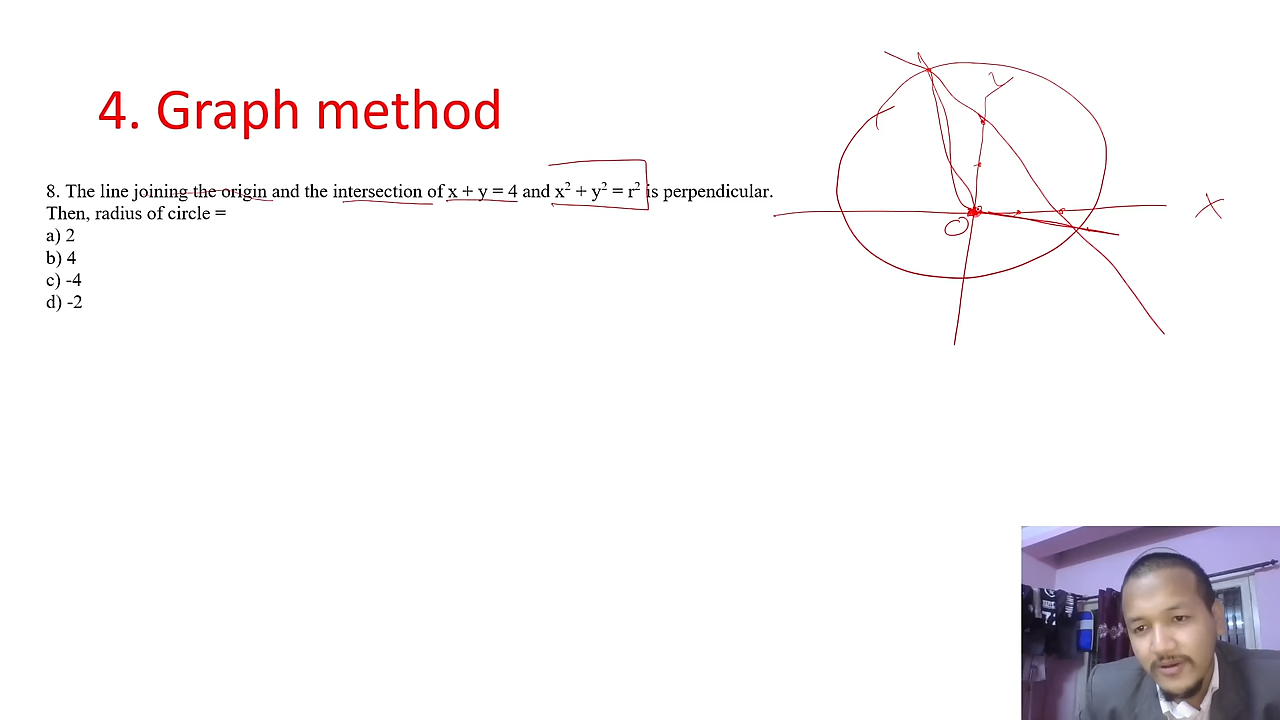 4. Graph method
8. The line joining the origin and the intersection of x + y = 4 and x² + y² = r² is perpendicular.
Then, radius of circle =
a) 2
b) 4
c) -4
d) -2
Y
X
O